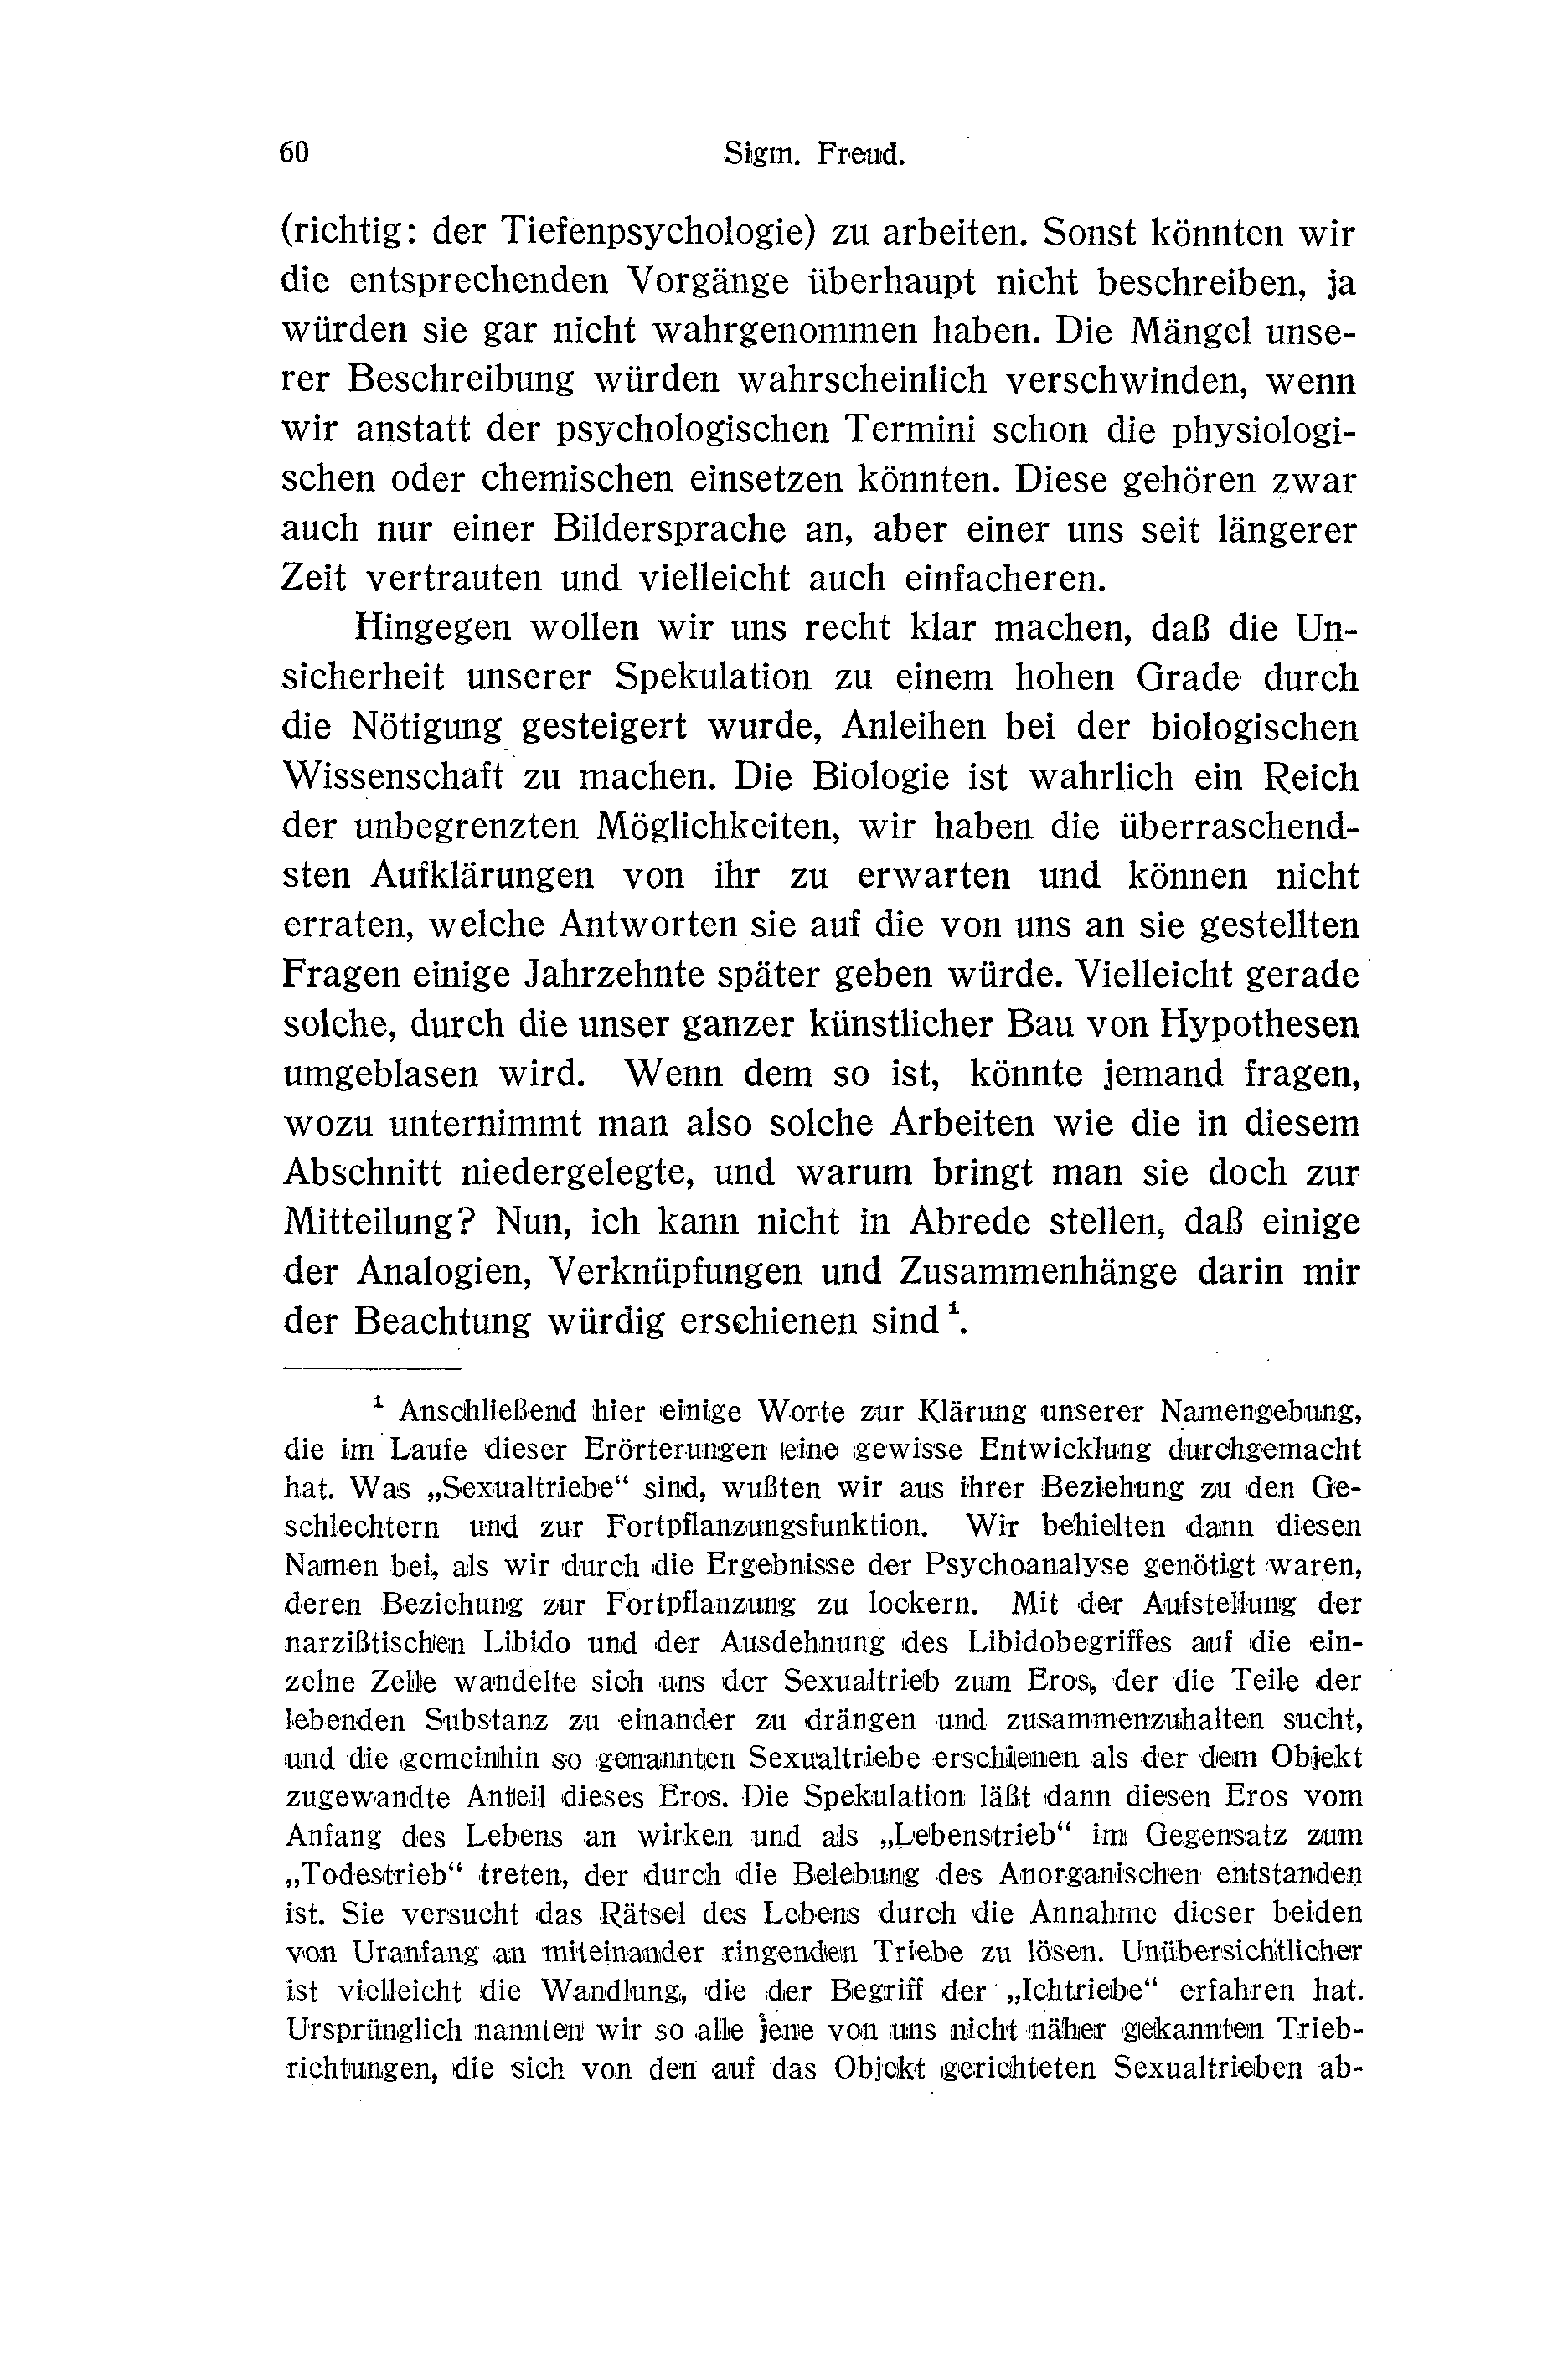 60
Sigm. Freud.
(richtig: der Tiefenpsychologie) zu arbeiten. Sonst könnten wir
die entsprechenden Vorgänge überhaupt nicht beschreiben, ja
würden sie gar nicht wahrgenommen haben. Die Mängel unse-
rer Beschreibung würden wahrscheinlich verschwinden, wenn
wir anstatt der psychologischen Termini schon die physiologi-
schen oder chemischen einsetzen könnten. Diese gehören zwar
auch nur einer Bildersprache an, aber einer uns seit längerer
Zeit vertrauten und vielleicht auch einfacheren.
Hingegen wollen wir uns recht klar machen, daß die Un-
sicherheit unserer Spekulation zu einem hohen Grade durch
die Nötigung gesteigert wurde, Anleihen bei der biologischen
Wissenschaft zu machen. Die Biologie ist wahrlich ein Reich
der unbegrenzten Möglichkeiten, wir haben die überraschend-
sten Aufklärungen von ihr zu erwarten und können nicht
erraten, welche Antworten sie auf die von uns an sie gestellten
Fragen einige Jahrzehnte später geben würde. Vielleicht gerade
solche, durch die unser ganzer künstlicher Bau von Hypothesen
umgeblasen wird. Wenn dem so ist, könnte jemand fragen,
wozu unternimmt man also solche Arbeiten wie die in diesem
Abschnitt niedergelegte, und warum bringt man sie doch zur
Mitteilung? Nun, ich kann nicht in Abrede stellen, daß einige
der Analogien, Verknüpfungen und Zusammenhänge darin mir
der Beachtung würdig erschienen sind ¹.
¹ Anschließend hier einige Worte zur Klärung unserer Namengebung,
die im Laufe dieser Erörterungen eine gewisse Entwicklung durchgemacht
hat. Was „Sexualtriebe“ sind, wußten wir aus ihrer Beziehung zu den Ge-
schlechtern und zur Fortpflanzungsfunktion. Wir behielten dann diesen
Namen bei, als wir durch die Ergebnisse der Psychoanalyse genötigt waren,
deren Beziehung zur Fortpflanzung zu lockern. Mit der Aufstellung der
narzißtischen Libido und der Ausdehnung des Libidobegriffes auf die ein-
zelne Zelle wandelte sich uns der Sexualtrieb zum Eros, der die Teile der
lebenden Substanz zu einander zu drängen und zusammenzuhalten sucht,
und die gemeinhin so genannten Sexualtriebe erschienen als der dem Objekt
zugewandte Anteil dieses Eros. Die Spekulation läßt dann diesen Eros vom
Anfang des Lebens an wirken und als „Lebenstrieb“ im Gegensatz zum
„Todestrieb“ treten, der durch die Belebung des Anorganischen entstanden
ist. Sie versucht das Rätsel des Lebens durch die Annahme dieser beiden
von Uranfang an miteinander ringenden Triebe zu lösen. Unübersichtlicher
ist vielleicht die Wandlung, die der Begriff der „Ichtriebe“ erfahren hat.
Ursprünglich nannten wir so alle jene von uns nicht näher gekannten Trieb-
richtungen, die sich von den auf das Objekt gerichteten Sexualtrieben ab-